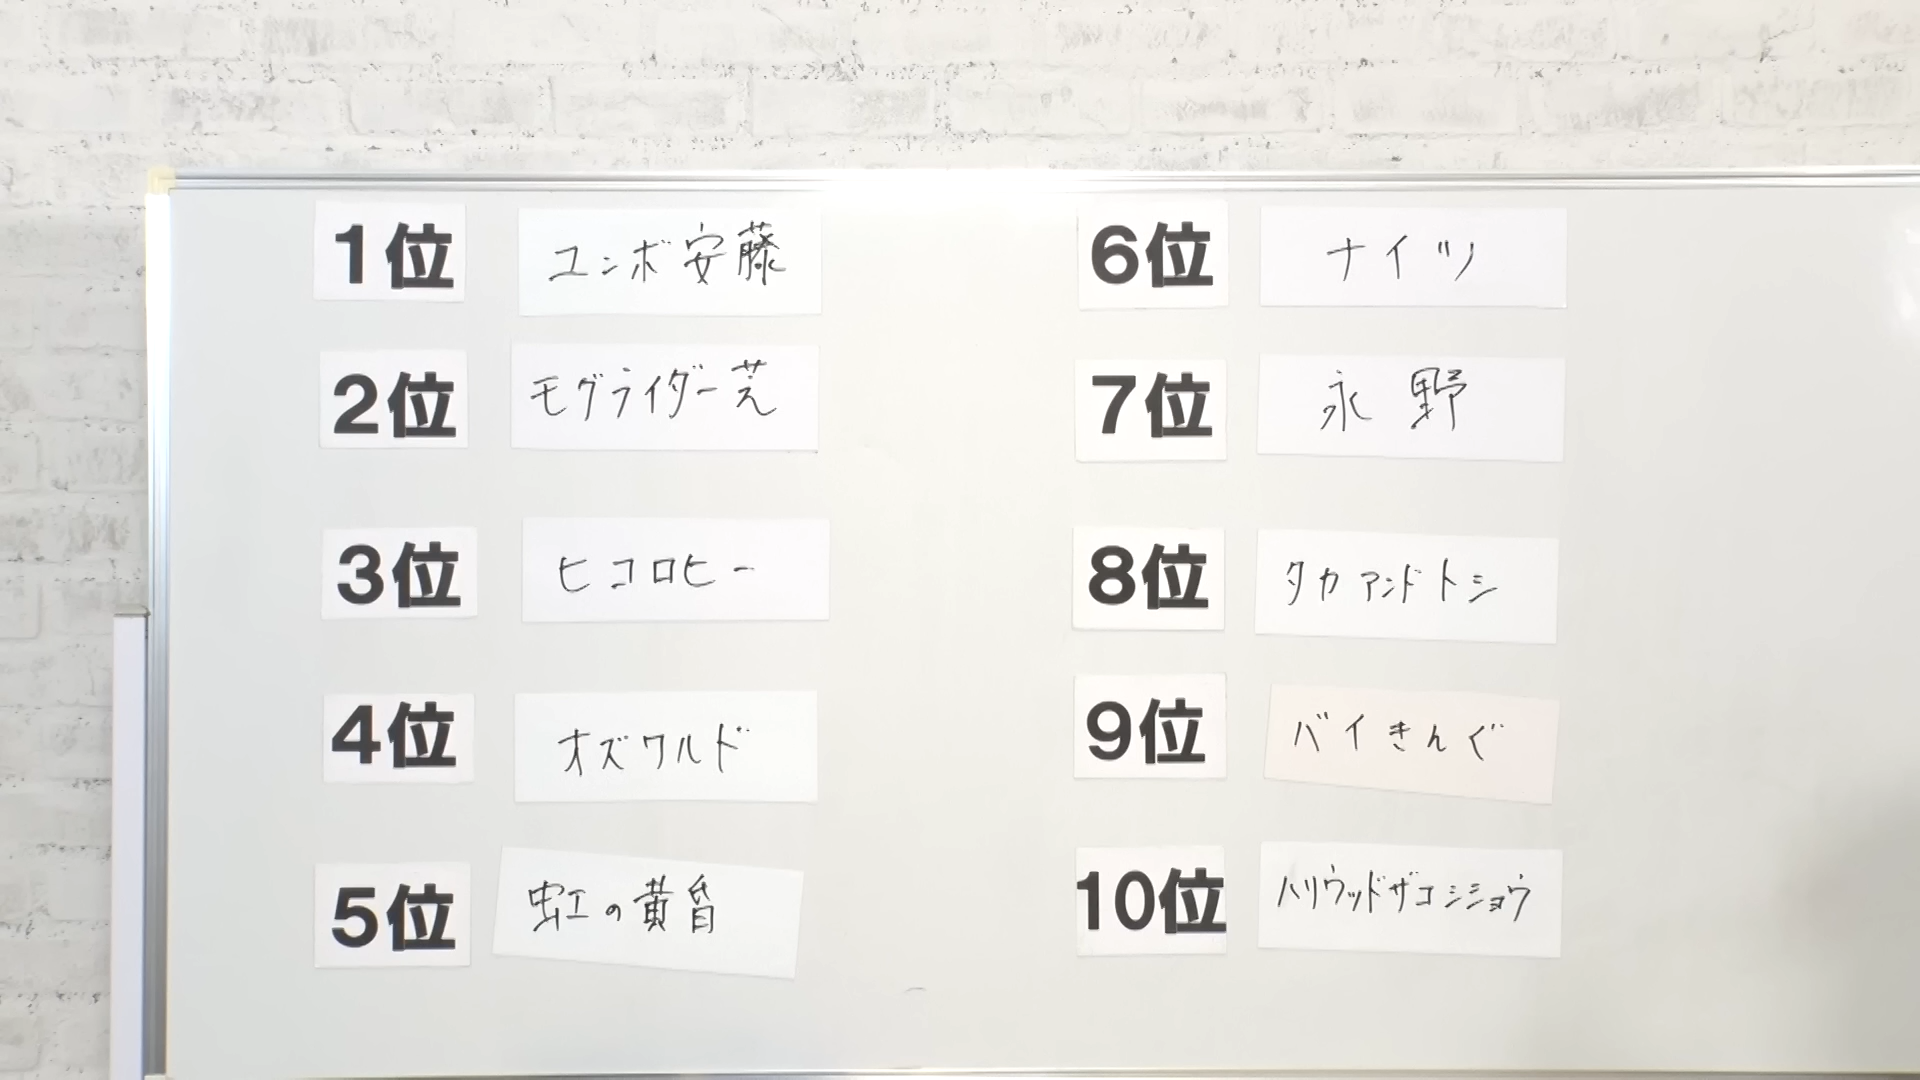 1位 ユンボ安藤
2位 モグライダー芝
3位 ヒコロヒー
4位 オズワルド
5位 虹の黄昏
6位 ナイツ
7位 永野
8位 タカアンドトシ
9位 バイきんぐ
10位 ハリウッドザコシショウ